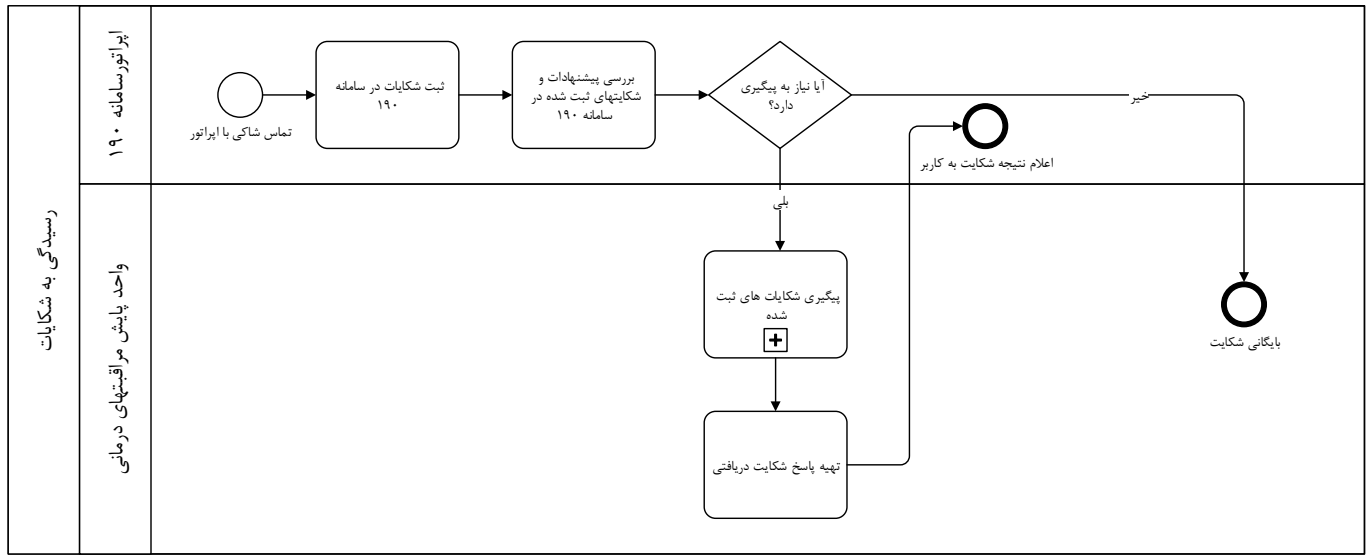 رسیدگی به شکایات
اپراتورسامانه ۱۹۰
تماس شاکی با اپراتور
ثبت شکایات در سامانه
۱۹۰
بررسی پیشنهادات و
شکایتهای ثبت شده در
سامانه ۱۹۰
آیا نیاز به پیگیری
دارد؟
خیر
بلی
اعلام نتیجه شکایت به کاربر
واحد پایش مراقبتهای درمانی
پیگیری شکایات های ثبت
شده
تهیه پاسخ شکایت دریافتی
بایگانی شکایت